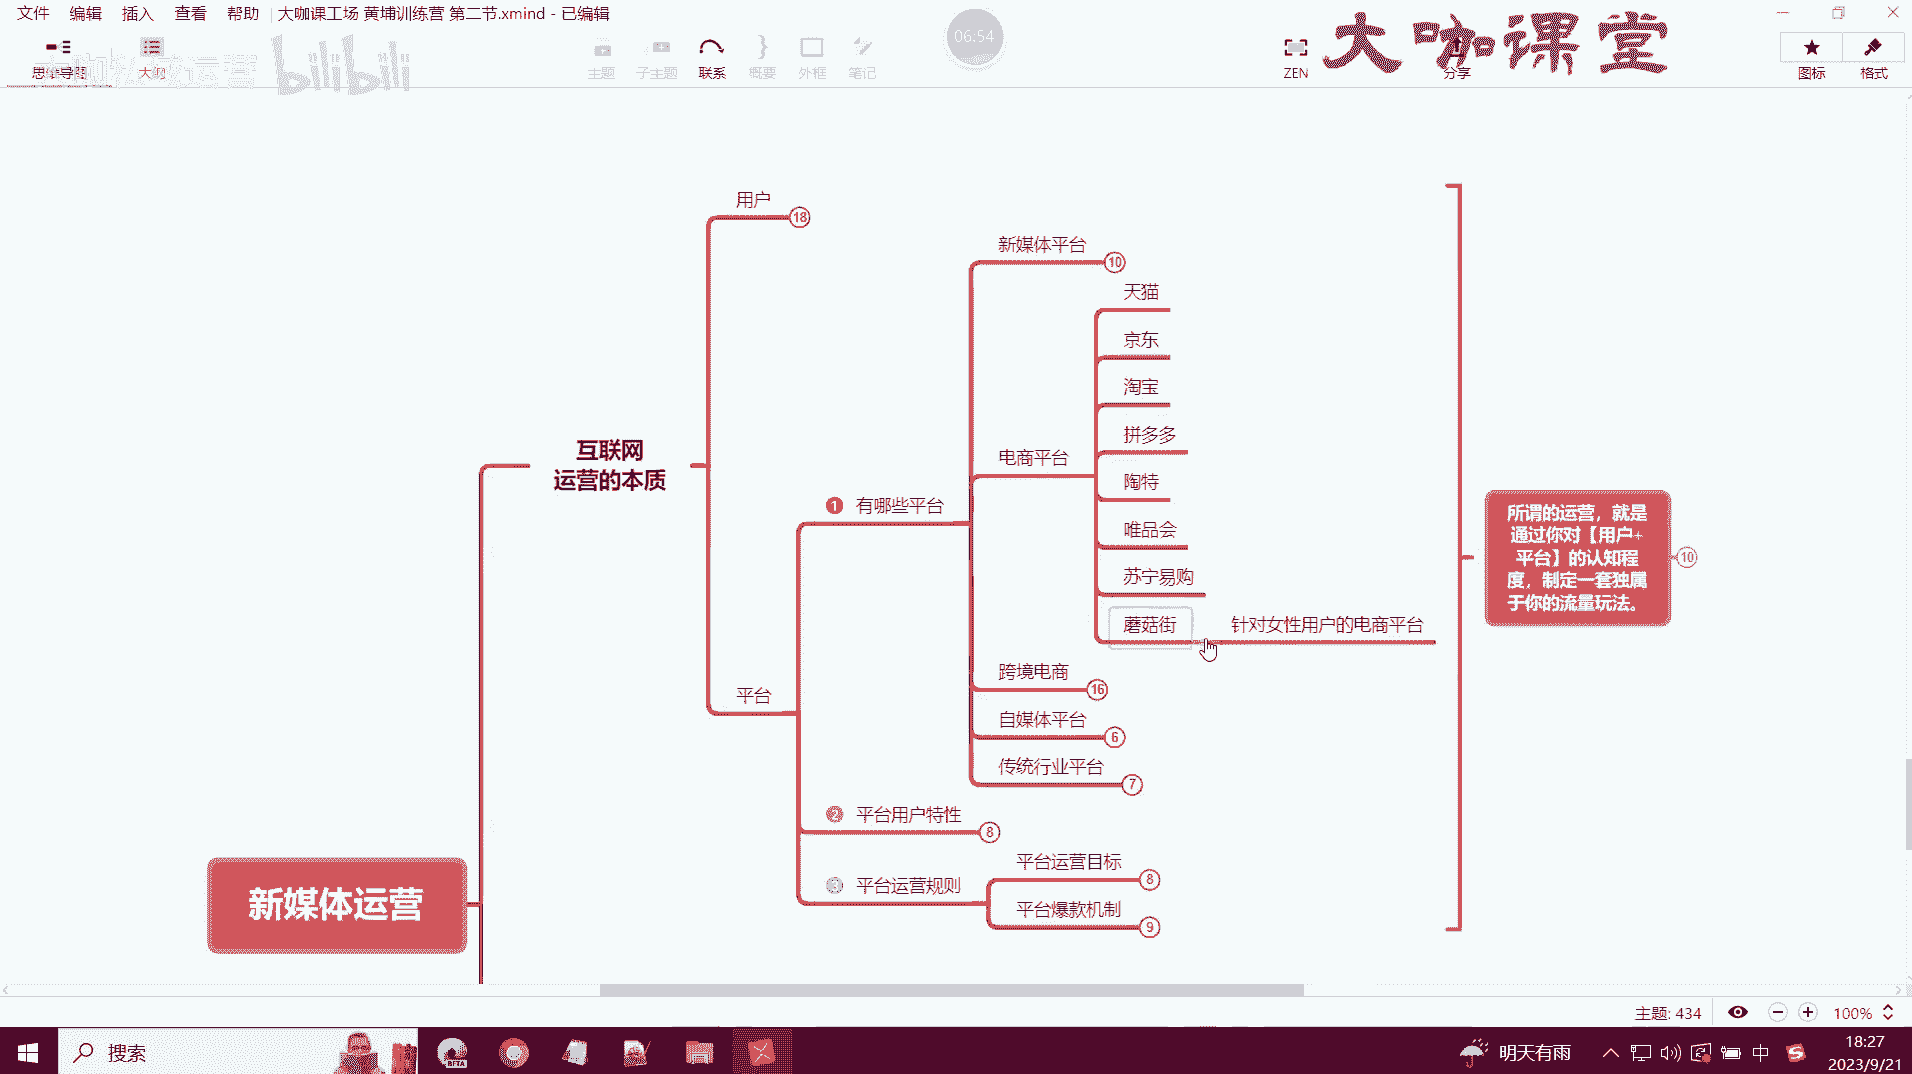 文件 编辑 插入 查看 帮助 大咖课工场 黄埔训练营 第二节.xmind - 已编辑
思维导图 大纲
bilibili
主题 子主题 联系 概要 外框 笔记
06:54
ZEN 分享
大咖课堂
图标 格式
用户 18
新媒体平台 10
天猫
京东
淘宝
拼多多
电商平台
陶特
唯品会
苏宁易购
蘑菇街 针对女性用户的电商平台
互联网
运营的本质
1 有哪些平台
跨境电商 16
平台
自媒体平台 6
传统行业平台 7
2 平台用户特性 8
平台运营目标 8
3 平台运营规则
平台爆款机制 9
新媒体运营
所谓的运营，就是
通过你对【用户+
平台】的认知程
度，制定一套独属
于你的流量玩法。
10
主题: 434 100%
搜索
BETA
明天有雨
中
18:27
2023/9/21